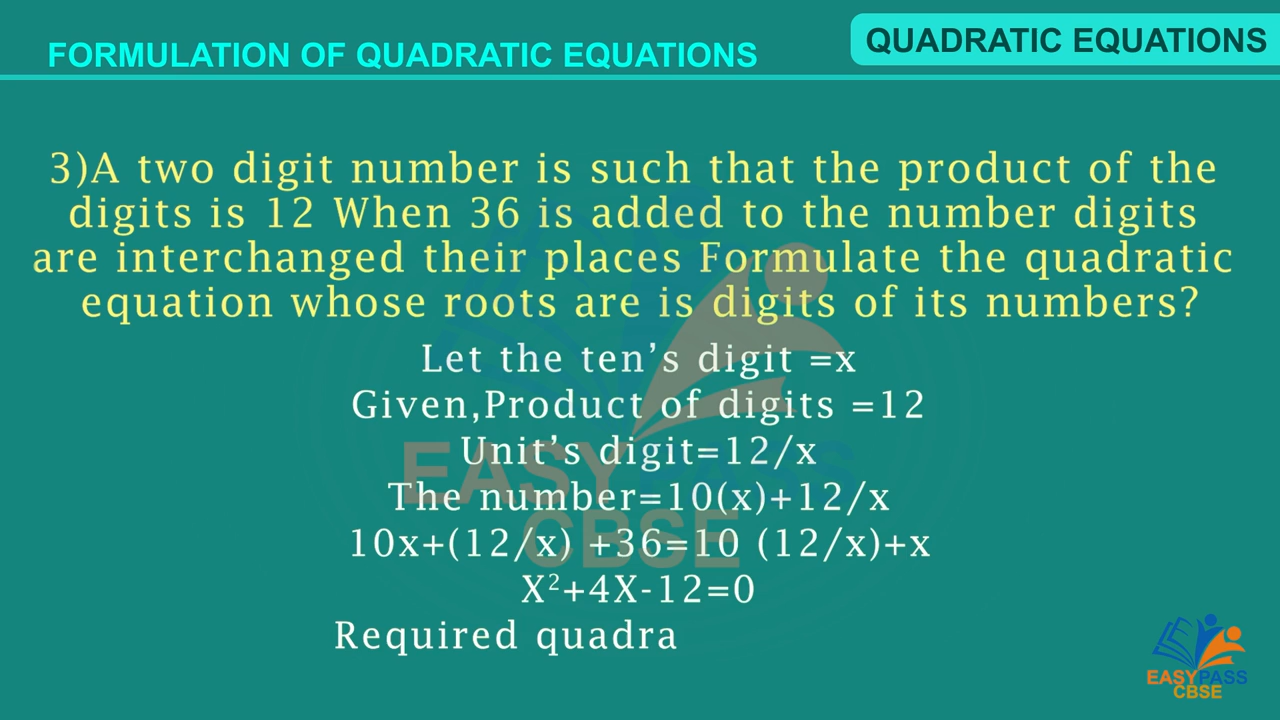 FORMULATION OF QUADRATIC EQUATIONS
QUADRATIC EQUATIONS
3)A two digit number is such that the product of the
digits is 12 When 36 is added to the number digits
are interchanged their places Formulate the quadratic
equation whose roots are is digits of its numbers?
Let the ten’s digit =x
Given,Product of digits =12
Unit’s digit=12/x
The number=10(x)+12/x
10x+(12/x) +36=10 (12/x)+x
X²+4X-12=0
Required quadra
EASYPASS
CBSE
EASYPASS
CBSE